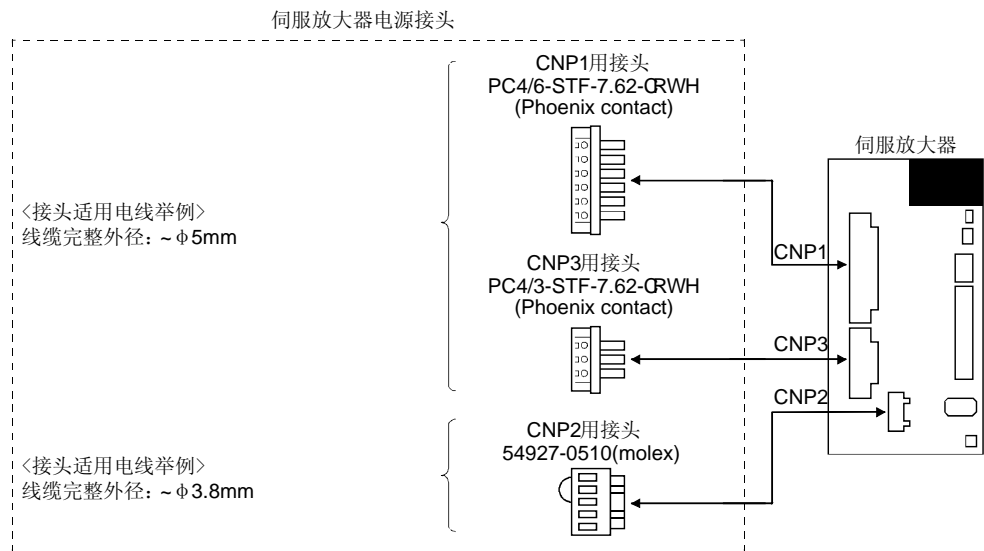 伺服放大器电源接头
CNP1用接头
PC4/6-STF-7.62-CRWH
(Phoenix contact)
伺服放大器
〈接头适用电线举例〉
线缆完整外径：~φ5mm
CNP1
CNP3用接头
PC4/3-STF-7.62-CRWH
(Phoenix contact)
CNP3
CNP2
CNP2用接头
54927-0510(molex)
〈接头适用电线举例〉
线缆完整外径：~φ3.8mm